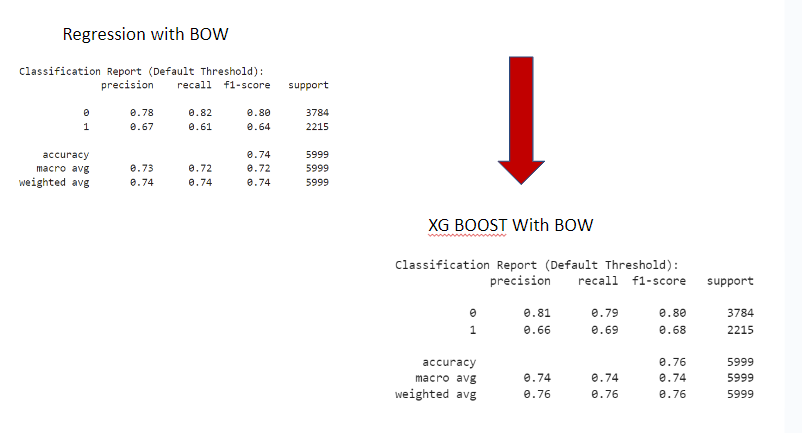 Regression with BOW
Classification Report (Default Threshold):
precision recall f1-score support
0 0.78 0.82 0.80 3784
1 0.67 0.61 0.64 2215
accuracy 0.74 5999
macro avg 0.73 0.72 0.72 5999
weighted avg 0.74 0.74 0.74 5999
XG BOOST With BOW
Classification Report (Default Threshold):
precision recall f1-score support
0 0.81 0.79 0.80 3784
1 0.66 0.69 0.68 2215
accuracy 0.76 5999
macro avg 0.74 0.74 0.74 5999
weighted avg 0.76 0.76 0.76 5999